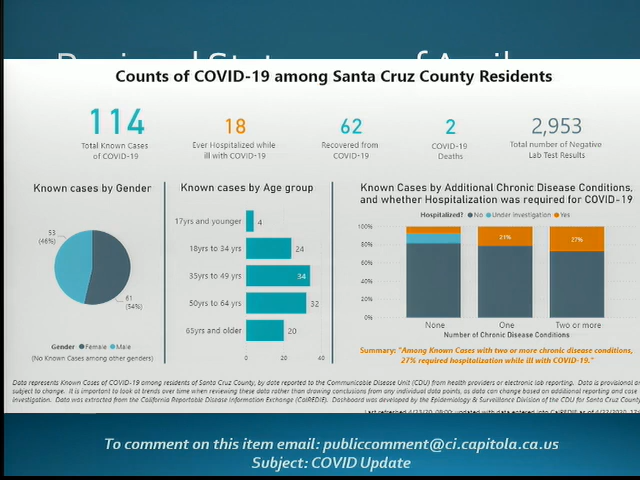 Counts of COVID-19 among Santa Cruz County Residents
114
Total Known Cases
of COVID-19
18
Ever Hospitalized while
ill with COVID-19
62
Recovered from
COVID-19
2
COVID-19
Deaths
2,953
Total number of Negative
Lab Test Results
Known cases by Gender
53
(46%)
61
(54%)
Gender Female Male
(No Known Cases among other genders)
Known cases by Age group
17yrs and younger 4
18yrs to 34 yrs 24
35yrs to 49 yrs 34
50yrs to 64 yrs 32
65yrs and older 20
0 20 40
Known Cases by Additional Chronic Disease Conditions,
and whether Hospitalization was required for COVID-19
Hospitalized? No Under Investigation Yes
100%
80%
60%
40%
20%
0%
21%
27%
None One Two or more
Number of Chronic Disease Conditions
Summary: "Among Known Cases with two or more chronic disease conditions,
27% required hospitalization while ill with COVID-19."
Data represents Known Cases of COVID-19 among residents of Santa Cruz County, by date reported to the Communicable Disease Unit (CDU) from health providers or electronic lab reporting. Data is provisional
subject to change. It is important to look at trends over time when reviewing these data rather than drawing conclusions from any individual data points, as data can change based on additional reporting and case
investigation. Data was extracted from the California Reportable Disease Information Exchange (CalREDIE). Dashboard was developed by the Epidemiology & Surveillance Division of the CDU for Santa Cruz
To comment on this item email: publiccomment@ci.capitola.ca.us
Subject: COVID Update